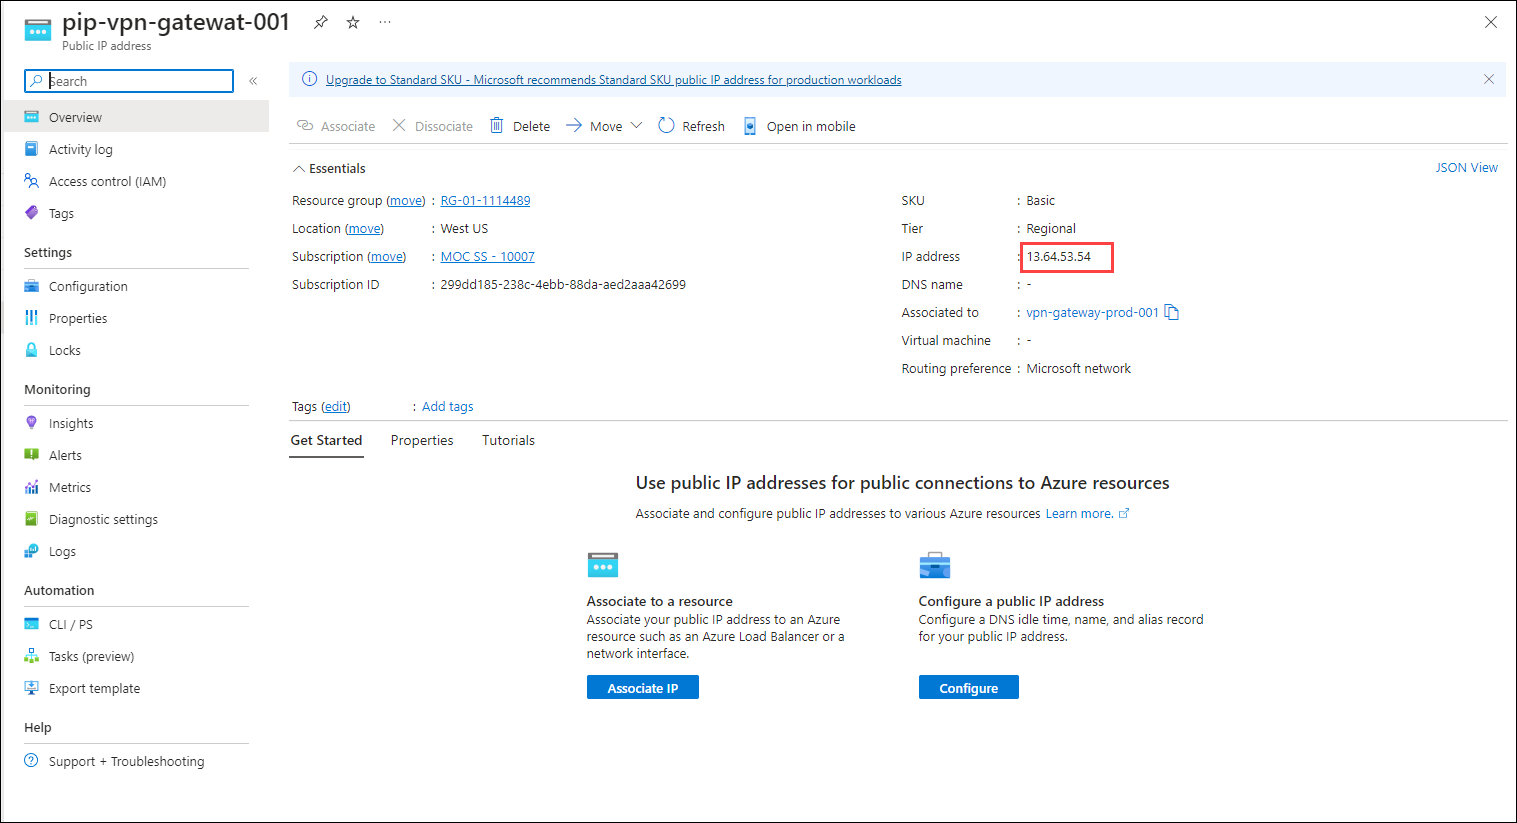 pip-vpn-gatewat-001
Public IP address
Search
«
Overview
Activity log
Access control (IAM)
Tags
Settings
Configuration
Properties
Locks
Monitoring
Insights
Alerts
Metrics
Diagnostic settings
Logs
Automation
CLI / PS
Tasks (preview)
Export template
Help
Support + Troubleshooting
Upgrade to Standard SKU - Microsoft recommends Standard SKU public IP address for production workloads
Associate Dissociate Delete Move Refresh Open in mobile
Essentials
JSON View
Resource group (move) : RG-01-1114489
Location (move) : West US
Subscription (move) : MOC SS - 10007
Subscription ID : 299dd185-238c-4ebb-88da-aed2aaa42699
SKU : Basic
Tier : Regional
IP address : 13.64.53.54
DNS name : -
Associated to : vpn-gateway-prod-001
Virtual machine : -
Routing preference : Microsoft network
Tags (edit) : Add tags
Get Started Properties Tutorials
Use public IP addresses for public connections to Azure resources
Associate and configure public IP addresses to various Azure resources Learn more.
Associate to a resource
Associate your public IP address to an Azure
resource such as an Azure Load Balancer or a
network interface.
Associate IP
Configure a public IP address
Configure a DNS idle time, name, and alias record
for your public IP address.
Configure